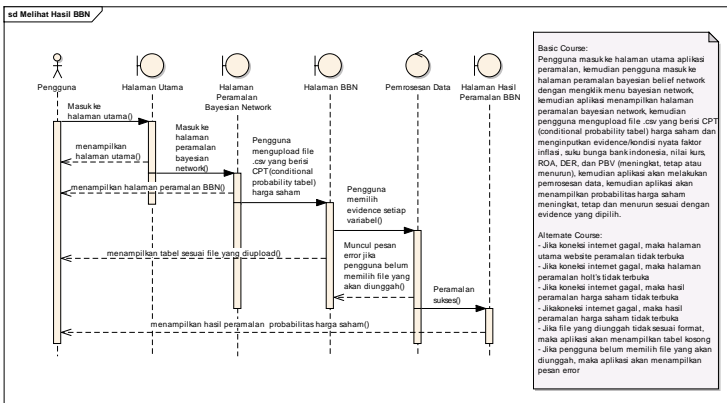 sd Melihat Hasil BBN
Pengguna
Halaman Utama
Halaman
Peramalan
Bayesian Network
Halaman BBN
Pemrosesan Data
Halaman Hasil
Peramalan BBN
Masuk ke
halaman utama()
menampilkan
halaman utama()
Masuk ke
halaman
peramalan
bayesian
network()
menampilkan halaman peramalan BBN()
Pengguna
mengupload file
.csv yang berisi
CPT(conditional
probability tabel)
harga saham
menampilkan tabel sesuai file yang diupload()
Pengguna
memilih
evidence setiap
variabel()
Muncul pesan
error jika
pengguna belum
memilih file yang
akan diunggah()
Peramalan
sukses()
menampilkan hasil peramalan probabilitas harga saham()
Basic Course:
Pengguna masuk ke halaman utama aplikasi
peramalan, kemudian pengguna masuk ke
halaman peramalan bayesian belief network
dengan mengklik menu bayesian network,
kemudian aplikasi menampilkan halaman
peramalan bayesian network, kemudian
pengguna mengupload file .csv yang berisi CPT
(conditional probability tabel) harga saham dan
menginputkan evidence/kondisi nyata faktor
inflasi, suku bunga bank indonesia, nilai kurs,
ROA, DER, dan PBV (meningkat, tetap atau
menurun), kemudian aplikasi akan melakukan
pemrosesan data, kemudian aplikasi akan
menampilkan probabilitas harga saham
meningkat, tetap dan menurun sesuai dengan
evidence yang dipilih.
Alternate Course:
- Jika koneksi internet gagal, maka halaman
utama website peramalan tidak terbuka
- Jika koneksi internet gagal, maka halaman
peramalan holt's tidak terbuka
- Jika koneksi internet gagal, maka hasil
peramalan harga saham tidak terbuka
- Jikakoneksi internet gagal, maka hasil
peramalan harga saham tidak terbuka
- Jika file yang diunggah tidak sesuai format,
maka aplikasi akan menampilkan tabel kosong
- Jika pengguna belum memilih file yang akan
diunggah, maka aplikasi akan menampilkan
pesan error